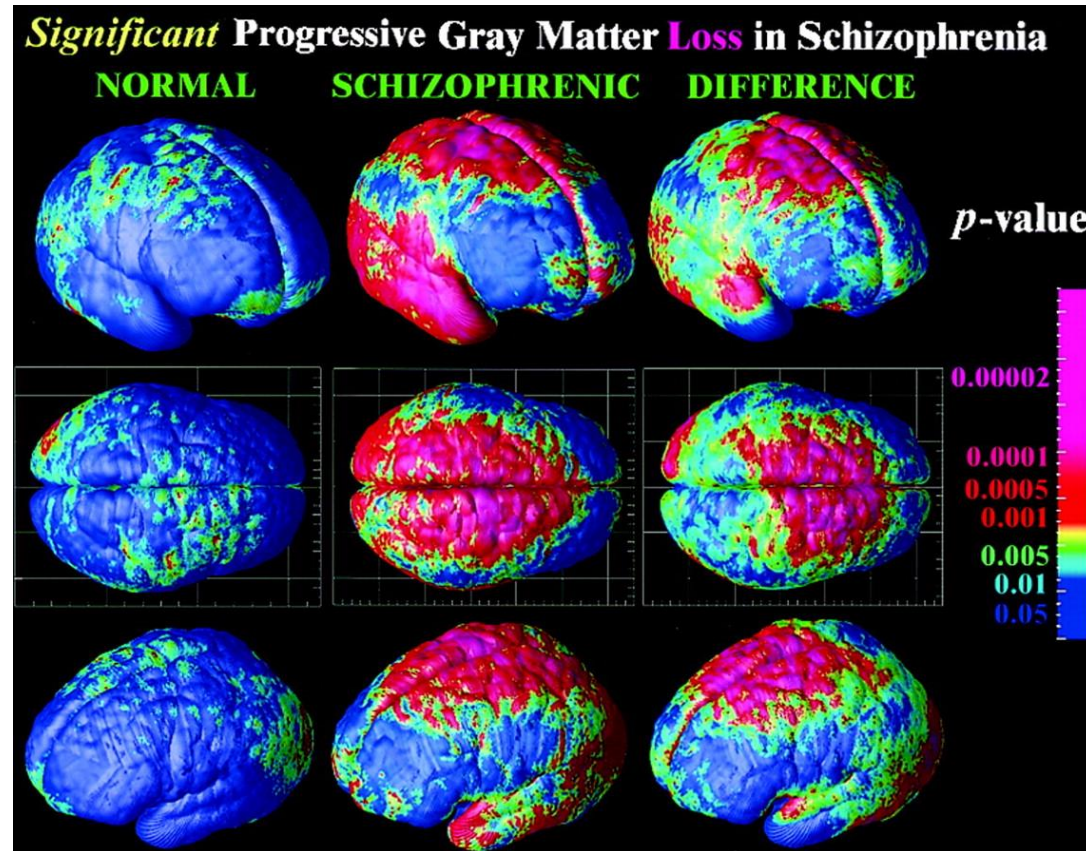 Significant Progressive Gray Matter Loss in Schizophrenia
NORMAL SCHIZOPHRENIC DIFFERENCE
p-value
0.00002
0.0001
0.0005
0.001
0.005
0.01
0.05